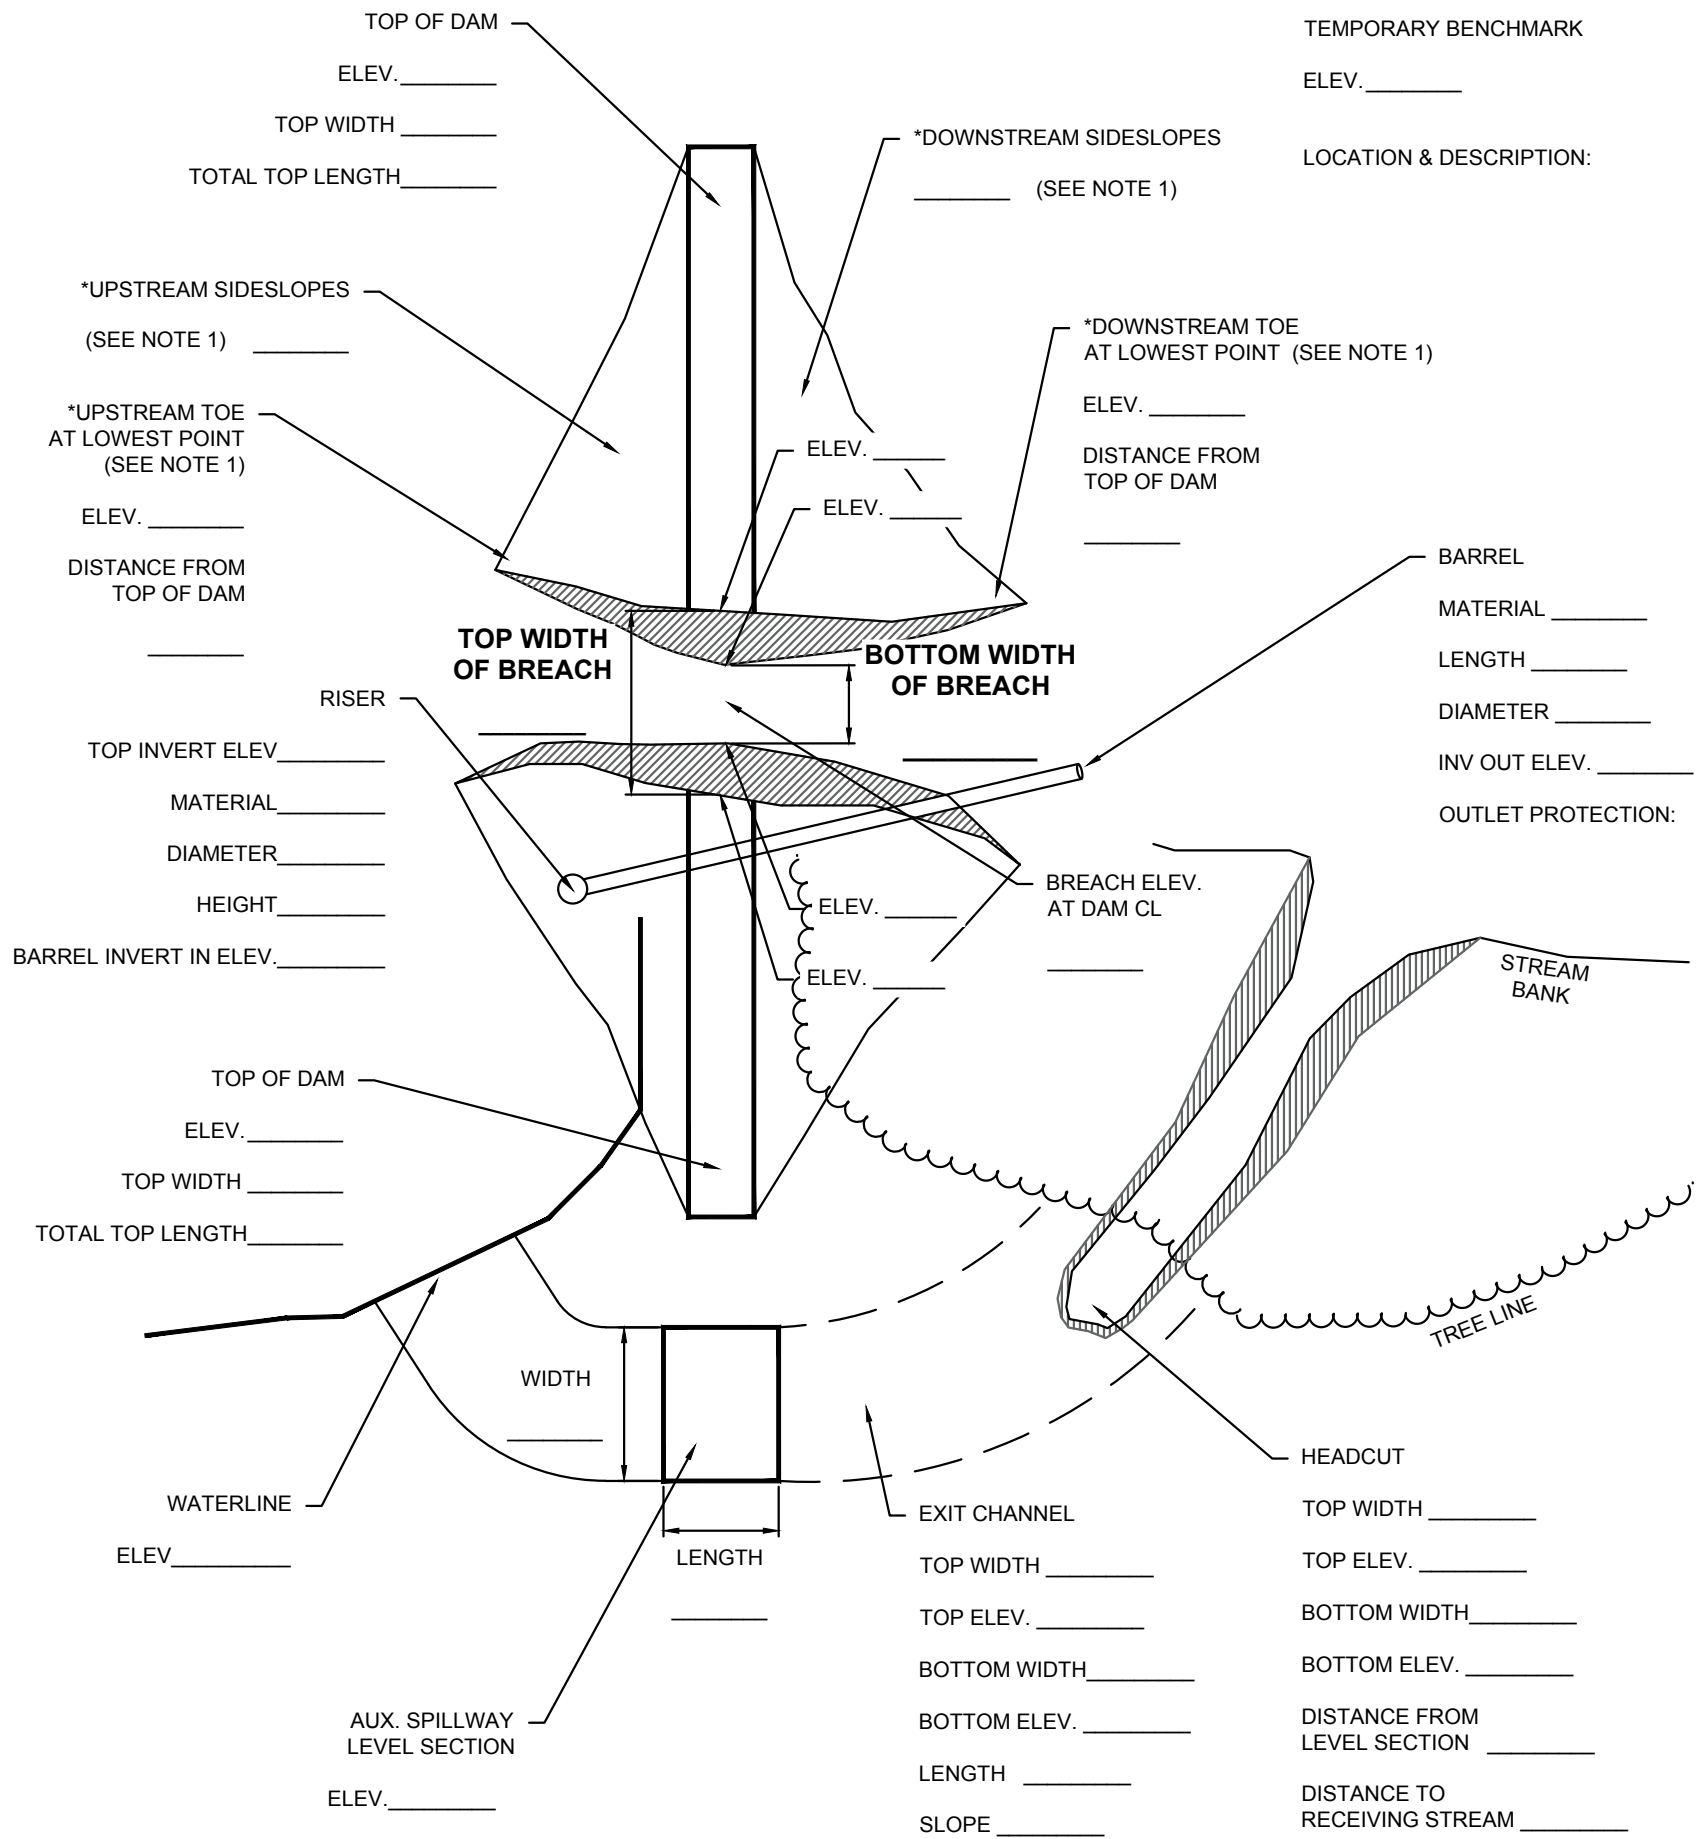 TOP OF DAM
ELEV.________
TOP WIDTH ________
TOTAL TOP LENGTH________
TEMPORARY BENCHMARK
ELEV.________
LOCATION & DESCRIPTION:
*DOWNSTREAM SIDESLOPES
________ (SEE NOTE 1)
*UPSTREAM SIDESLOPES
(SEE NOTE 1) ________
*DOWNSTREAM TOE
AT LOWEST POINT (SEE NOTE 1)
ELEV. ________
DISTANCE FROM
TOP OF DAM
________
*UPSTREAM TOE
AT LOWEST POINT
(SEE NOTE 1)
ELEV. ________
DISTANCE FROM
TOP OF DAM
________
ELEV. ______
ELEV. ______
BARREL
MATERIAL ________
LENGTH ________
DIAMETER ________
INV OUT ELEV. ________
OUTLET PROTECTION:
TOP WIDTH
OF BREACH
________
BOTTOM WIDTH
OF BREACH
________
RISER
TOP INVERT ELEV_________
MATERIAL_________
DIAMETER_________
HEIGHT_________
BARREL INVERT IN ELEV._________
ELEV. ______
ELEV. ______
BREACH ELEV.
AT DAM CL
________
STREAM
BANK
TOP OF DAM
ELEV.________
TOP WIDTH ________
TOTAL TOP LENGTH________
TREE LINE
WIDTH
________
WATERLINE
ELEV__________
LENGTH
________
AUX. SPILLWAY
LEVEL SECTION
ELEV._________
EXIT CHANNEL
TOP WIDTH _________
TOP ELEV. _________
BOTTOM WIDTH_________
BOTTOM ELEV. _________
LENGTH _________
SLOPE _________
HEADCUT
TOP WIDTH _________
TOP ELEV. _________
BOTTOM WIDTH_________
BOTTOM ELEV. _________
DISTANCE FROM
LEVEL SECTION _________
DISTANCE TO
RECEIVING STREAM _________